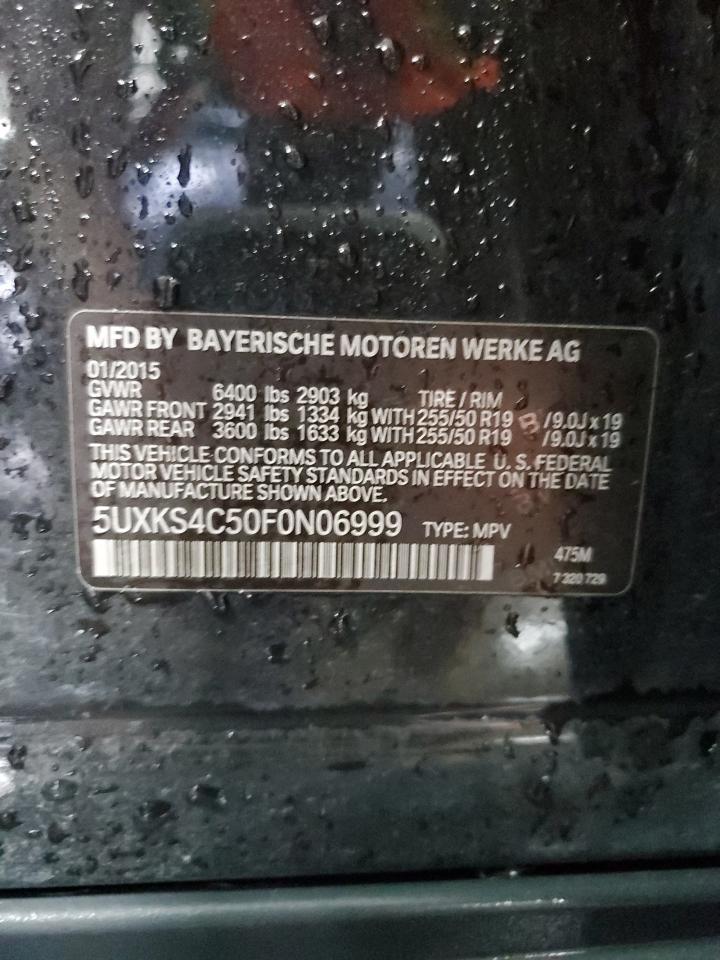 MFD BY BAYERISCHE MOTOREN WERKE AG
01/2015
GVWR 6400 lbs 2903 kg TIRE / RIM
GAWR FRONT 2941 lbs 1334 kg WITH 255/50 R19 /9.0J x 19
GAWR REAR 3600 lbs 1633 kg WITH 255/50 R19 /9.0J x 19
THIS VEHICLE CONFORMS TO ALL APPLICABLE U. S. FEDERAL
MOTOR VEHICLE SAFETY STANDARDS IN EFFECT ON THE DATE
OF MANUFACTURE SHOWN ABOVE.
5UXKS4C50F0N06999 TYPE: MPV
475M
7 320 729